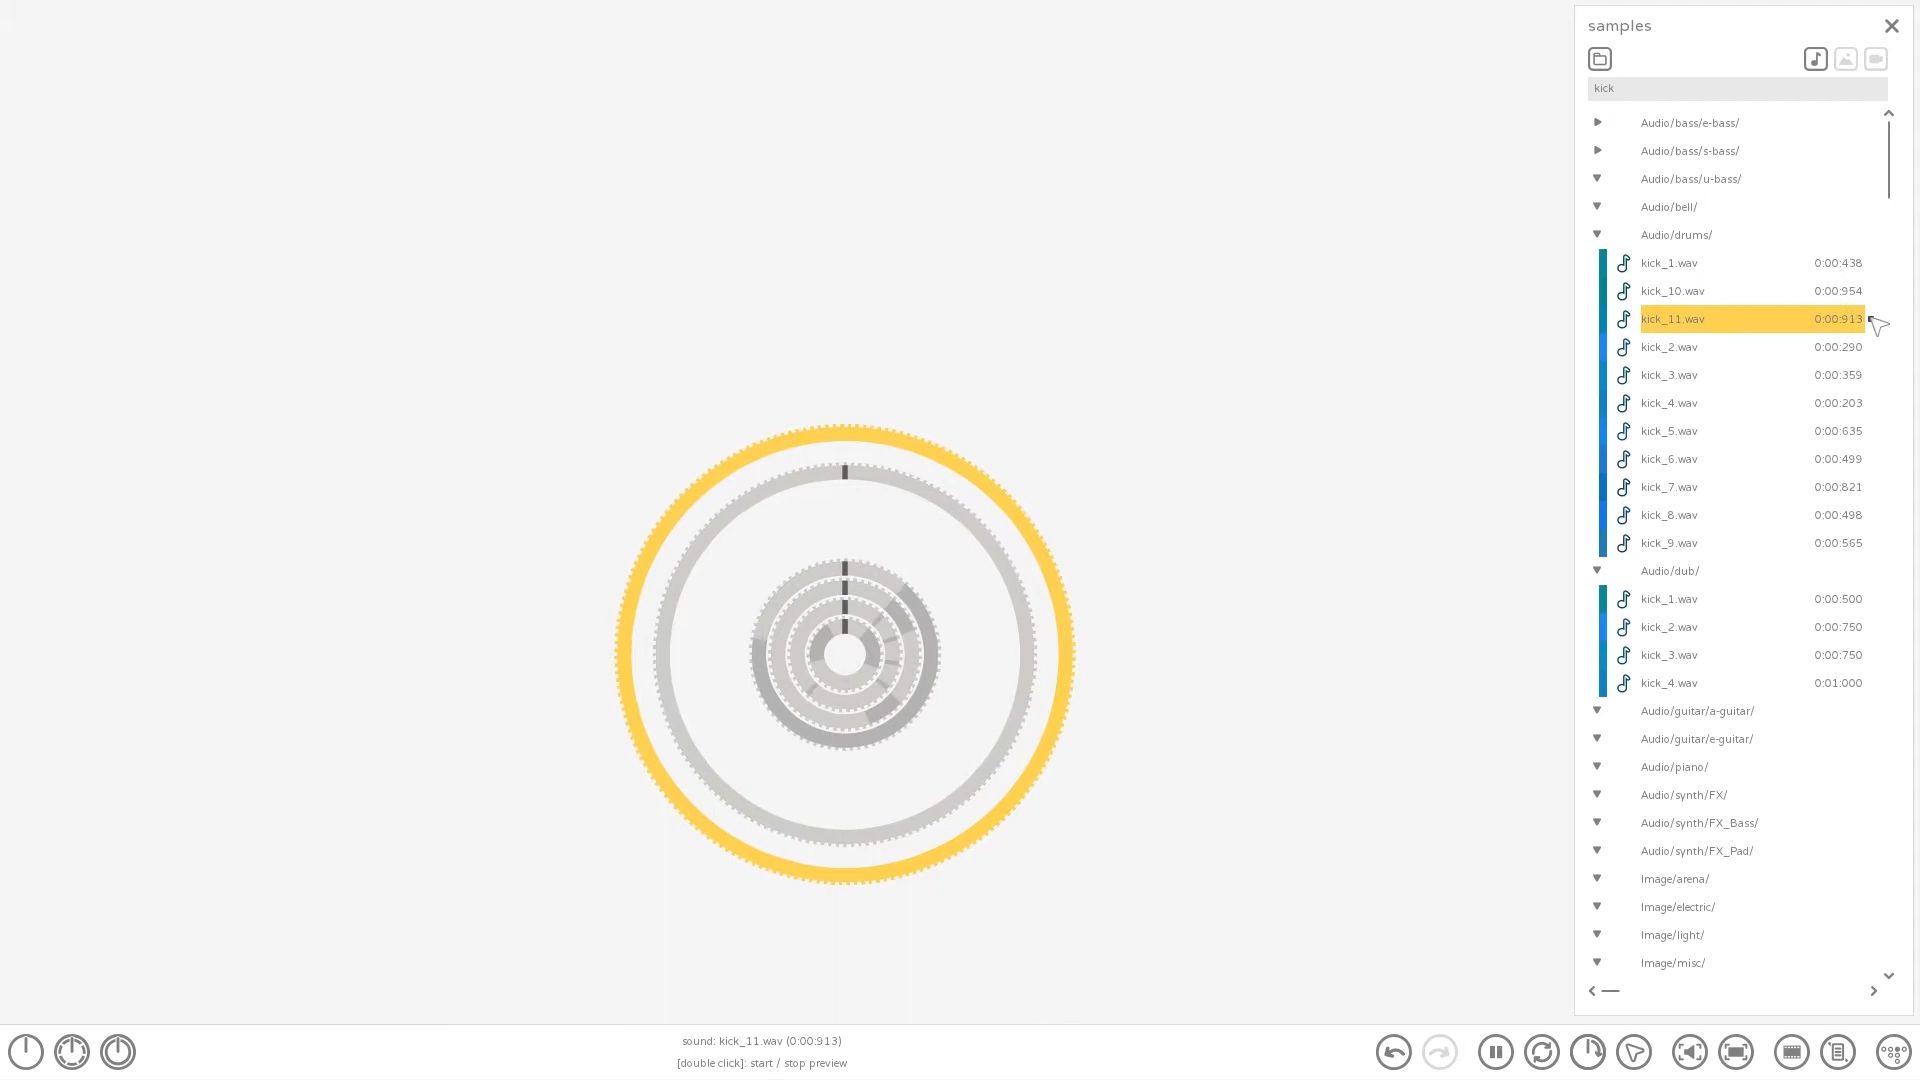 samples
kick
Audio/bass/e-bass/
Audio/bass/s-bass/
Audio/bass/u-bass/
Audio/bell/
Audio/drums/
kick_1.wav 0:00:438
kick_10.wav 0:00:954
kick_11.wav 0:00:913
kick_2.wav 0:00:290
kick_3.wav 0:00:359
kick_4.wav 0:00:203
kick_5.wav 0:00:635
kick_6.wav 0:00:499
kick_7.wav 0:00:821
kick_8.wav 0:00:498
kick_9.wav 0:00:565
Audio/dub/
kick_1.wav 0:00:500
kick_2.wav 0:00:750
kick_3.wav 0:00:750
kick_4.wav 0:01:000
Audio/guitar/a-guitar/
Audio/guitar/e-guitar/
Audio/piano/
Audio/synth/FX/
Audio/synth/FX_Bass/
Audio/synth/FX_Pad/
Image/arena/
Image/electric/
Image/light/
Image/misc/
sound: kick_11.wav (0:00:913)
[double click]: start / stop preview